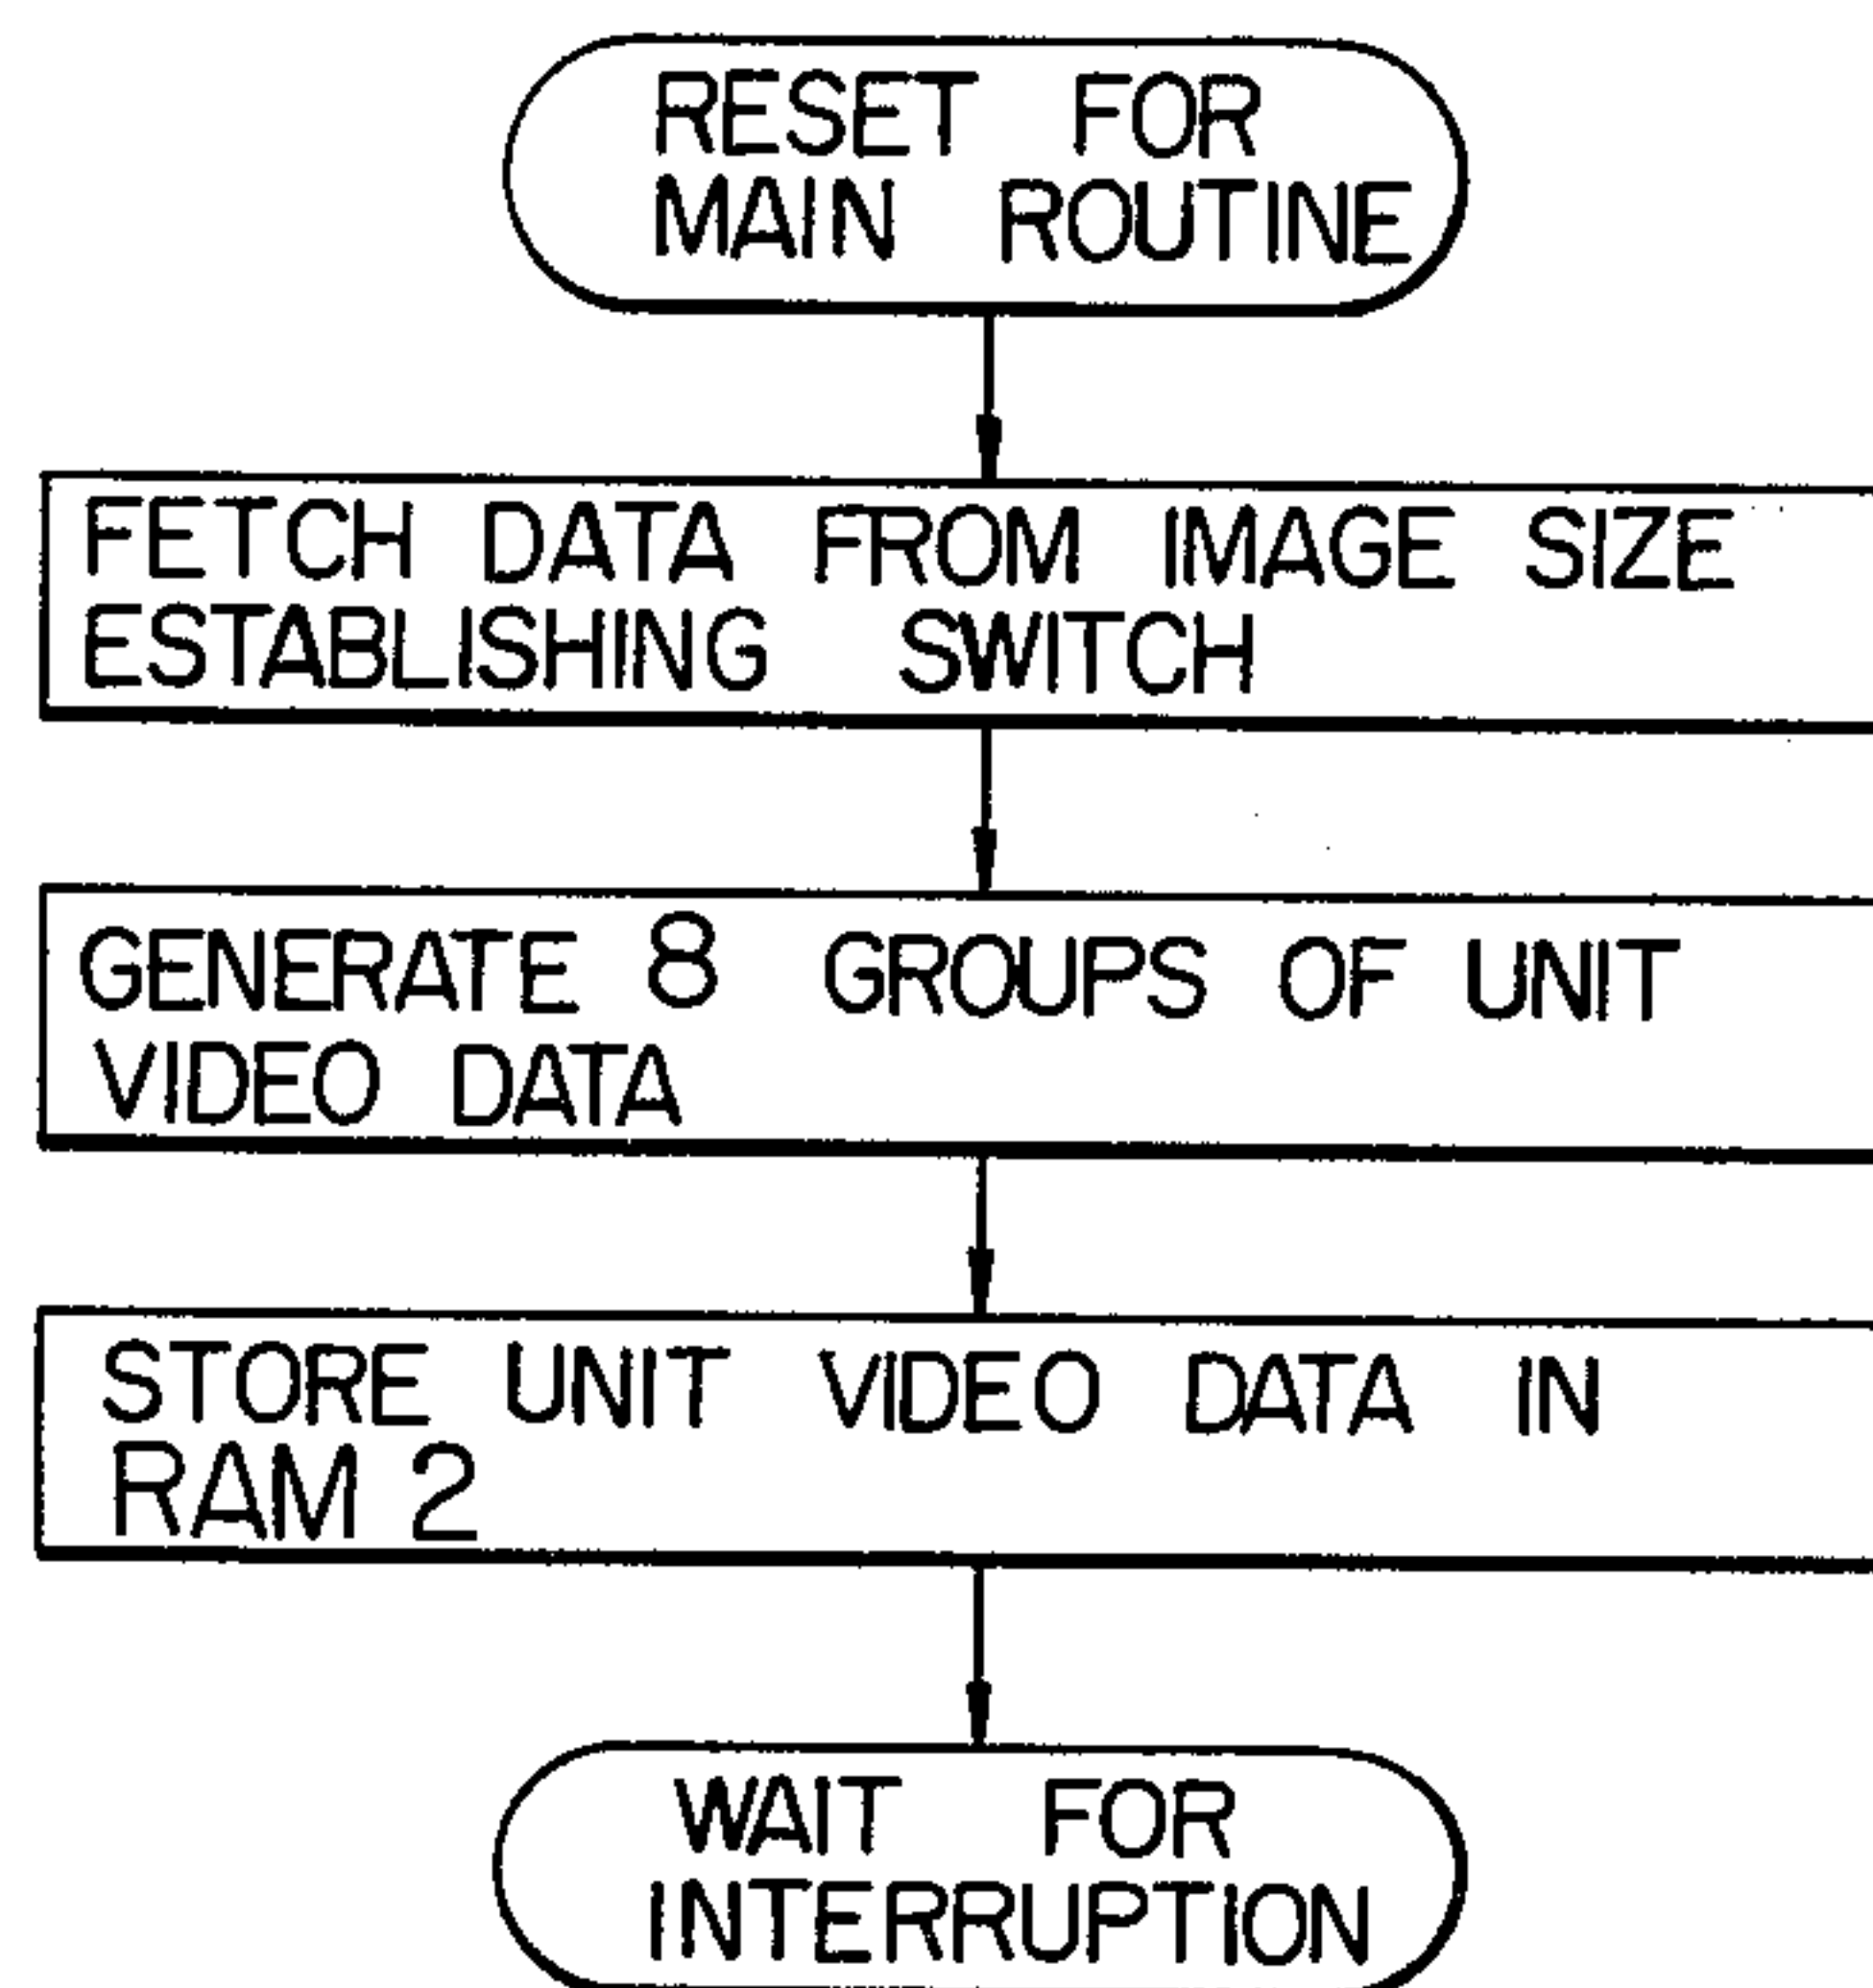 RESET FOR
MAIN ROUTINE
FETCH DATA FROM IMAGE SIZE
ESTABLISHING SWITCH
GENERATE 8 GROUPS OF UNIT
VIDEO DATA
STORE UNIT VIDEO DATA IN
RAM 2
WAIT FOR
INTERRUPTION